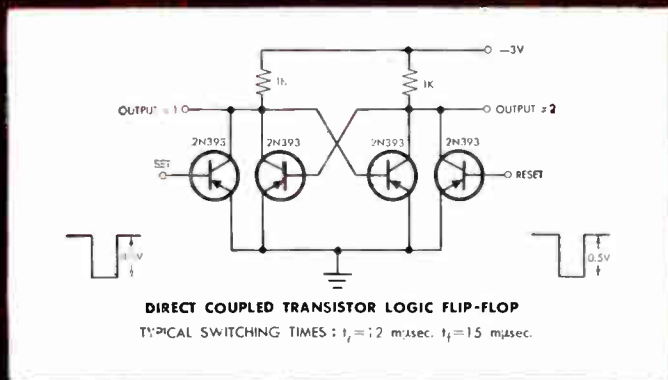 —3V
1K 1K
OUTPUT #1 OUTPUT #2
2N393 2N393 2N393 2N393
SET RESET
0.5V
DIRECT COUPLED TRANSISTOR LOGIC FLIP-FLOP
TYPICAL SWITCHING TIMES: tr=12 mµsec. tf=15 mµsec.